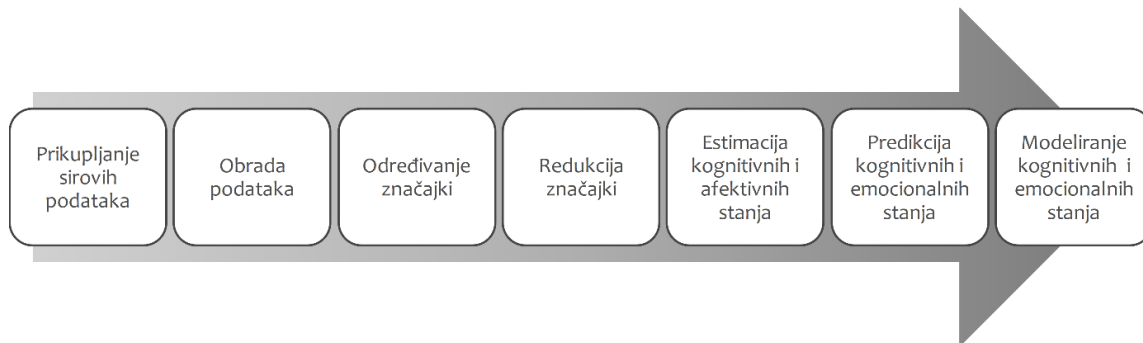 Prikupljanje
sirovih
podataka
Obrada
podataka
Određivanje
značajki
Redukcija
značajki
Estimacija
kognitivnih i
afektivnih
stanja
Predikcija
kognitivnih i
emocionalnih
stanja
Modeliranje
kognitivnih i
emocionalnih
stanja